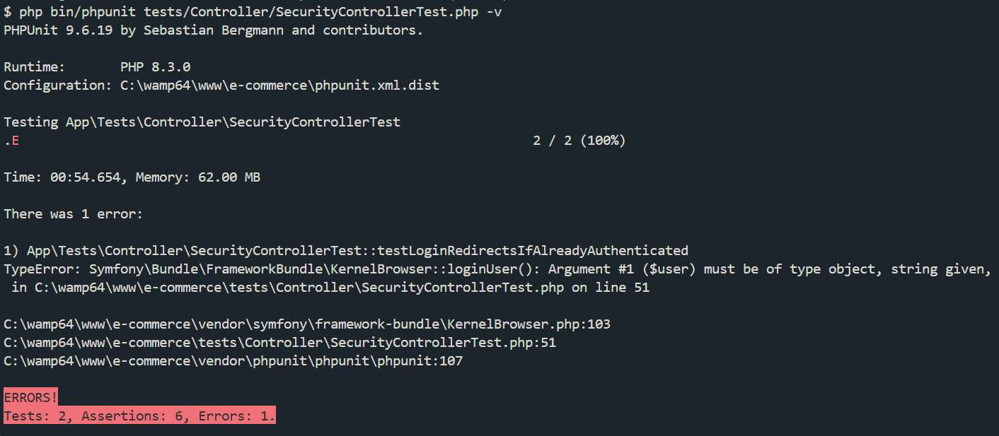 $ php bin/phpunit tests/Controller/SecurityControllerTest.php -v
PHPUnit 9.6.19 by Sebastian Bergmann and contributors.
Runtime:       PHP 8.3.0
Configuration: C:\wamp64\www\e-commerce\phpunit.xml.dist
Testing App\Tests\Controller\SecurityControllerTest
.E                                                                  2 / 2 (100%)
Time: 00:54.654, Memory: 62.00 MB
There was 1 error:
1) App\Tests\Controller\SecurityControllerTest::testLoginRedirectsIfAlreadyAuthenticated
TypeError: Symfony\Bundle\FrameworkBundle\KernelBrowser::loginUser(): Argument #1 ($user) must be of type object, string given,
 in C:\wamp64\www\e-commerce\tests\Controller\SecurityControllerTest.php on line 51
C:\wamp64\www\e-commerce\vendor\symfony\framework-bundle\KernelBrowser.php:103
C:\wamp64\www\e-commerce\tests\Controller\SecurityControllerTest.php:51
C:\wamp64\www\e-commerce\vendor\phpunit\phpunit\phpunit:107
ERRORS!
Tests: 2, Assertions: 6, Errors: 1.